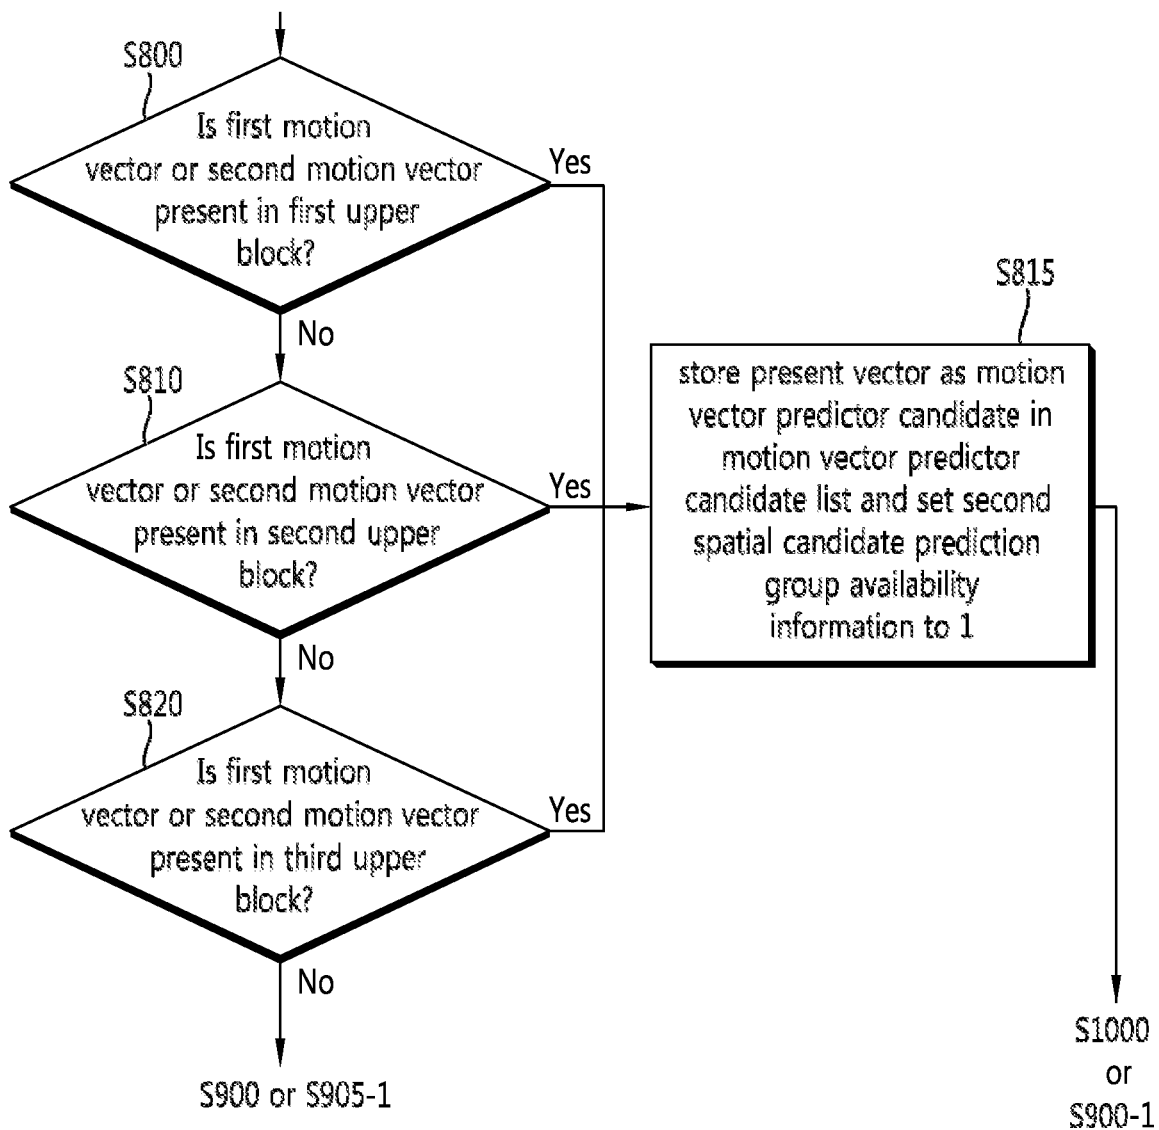 S800
Is first motion
vector or second motion vector
present in first upper
block?
Yes
No
S810
Is first motion
vector or second motion vector
present in second upper
block?
Yes
No
S820
Is first motion
vector or second motion vector
present in third upper
block?
Yes
No
S900 or S905-1
S815
store present vector as motion
vector predictor candidate in
motion vector predictor
candidate list and set second
spatial candidate prediction
group availability
information to 1
S1000
or
S900-1